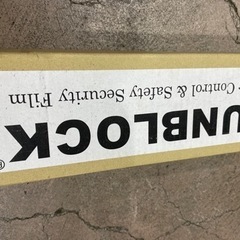 UNBLOCK®
Control & Safety Security Film